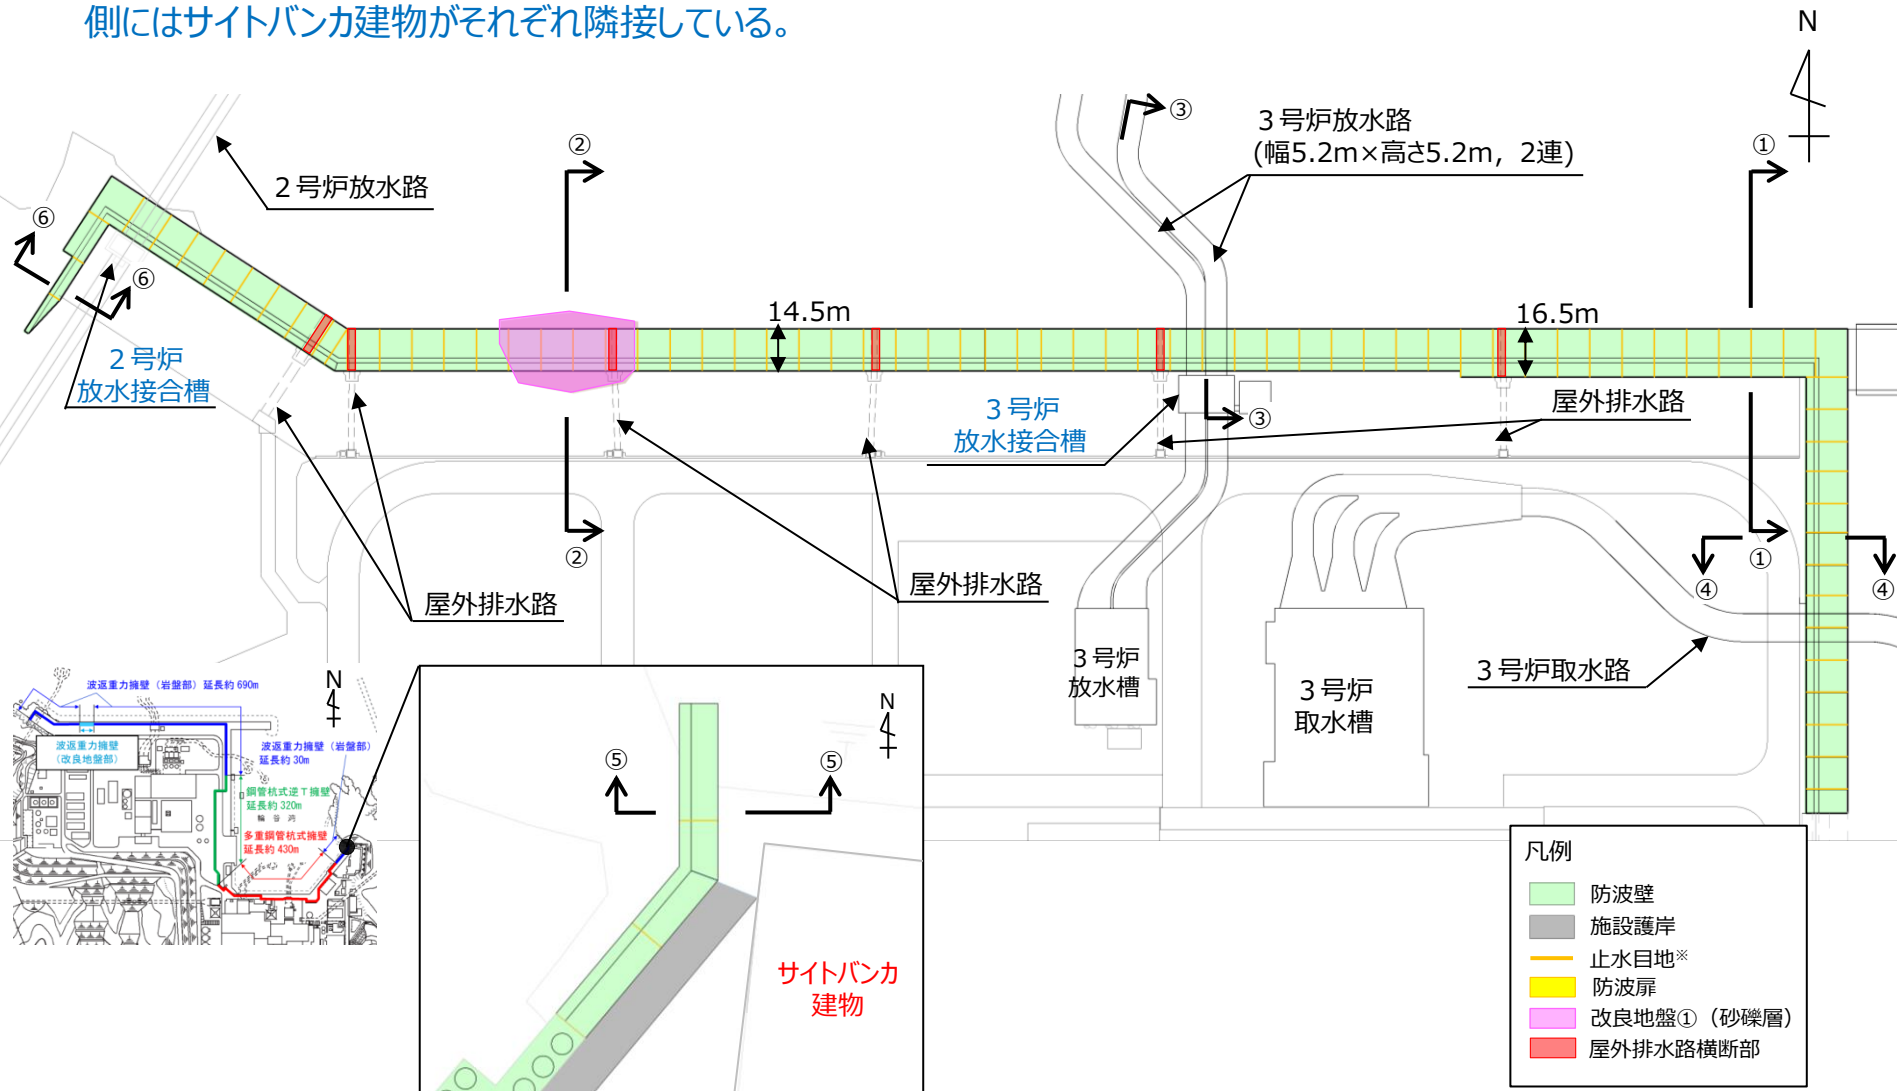 側にはサイトバンカ建物がそれぞれ隣接している。
N
②
③
３号炉放水路
(幅5.2m×高さ5.2m，2連)
①
２号炉放水路
⑥
⑥
14.5m
16.5m
２号炉
放水接合槽
３号炉
放水接合槽
③
屋外排水路
②
①
④
④
屋外排水路
屋外排水路
３号炉
放水槽
３号炉
取水槽
３号炉取水路
波返重力擁壁（岩盤部）延長約 690m
N
波返重力擁壁
（改良地盤部）
波返重力擁壁（岩盤部）
延長約 30m
鋼管杭式逆Ｔ擁壁
延長約 320m
輪谷湾
多重鋼管杭式擁壁
延長約 430m
N
⑤
⑤
サイトバンカ
建物
凡例
防波壁
施設護岸
止水目地※
防波扉
改良地盤①（砂礫層）
屋外排水路横断部